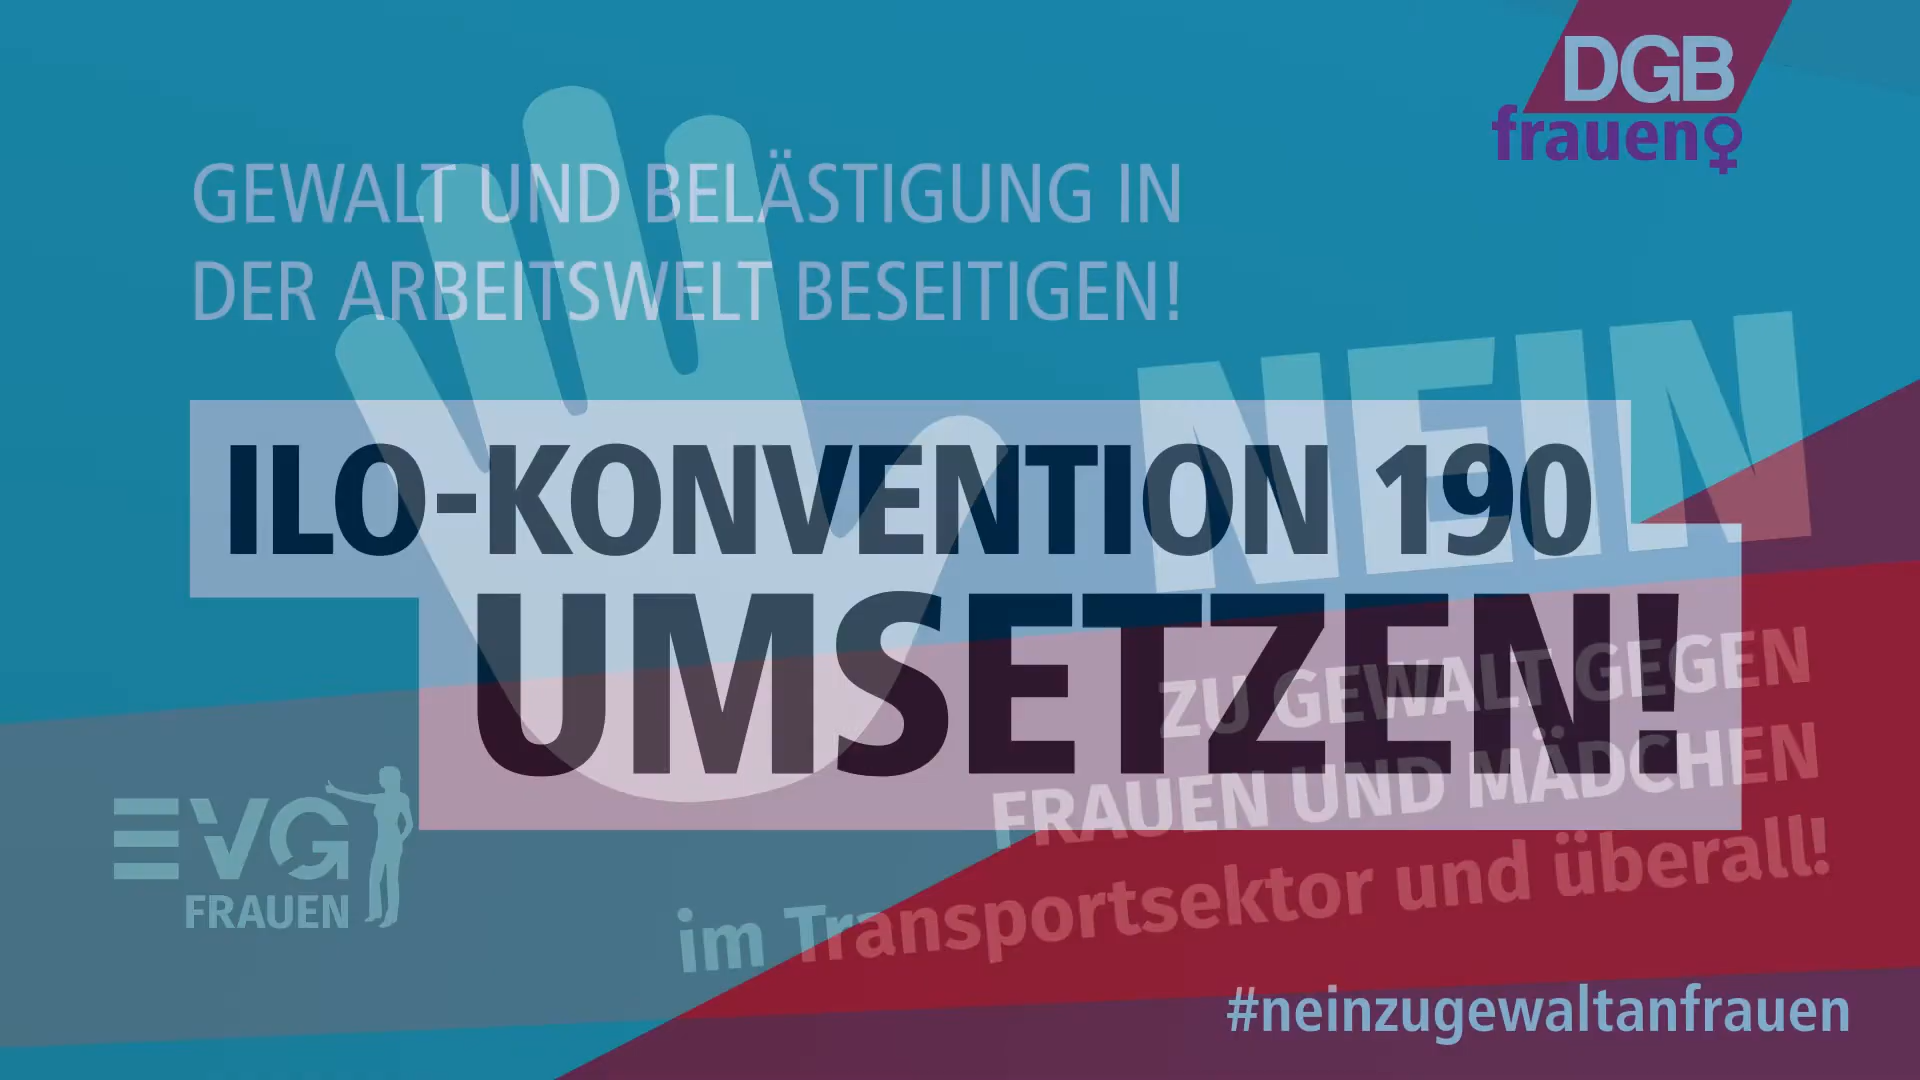 DGB
frauen
GEWALT UND BELÄSTIGUNG IN
DER ARBEITSWELT BESEITIGEN!
NEIN
ILO-KONVENTION 190
UMSETZEN!
ZU GEWALT GEGEN
FRAUEN UND MÄDCHEN
im Transportsektor und überall!
EVG
FRAUEN
#neinzugewaltanfrauen